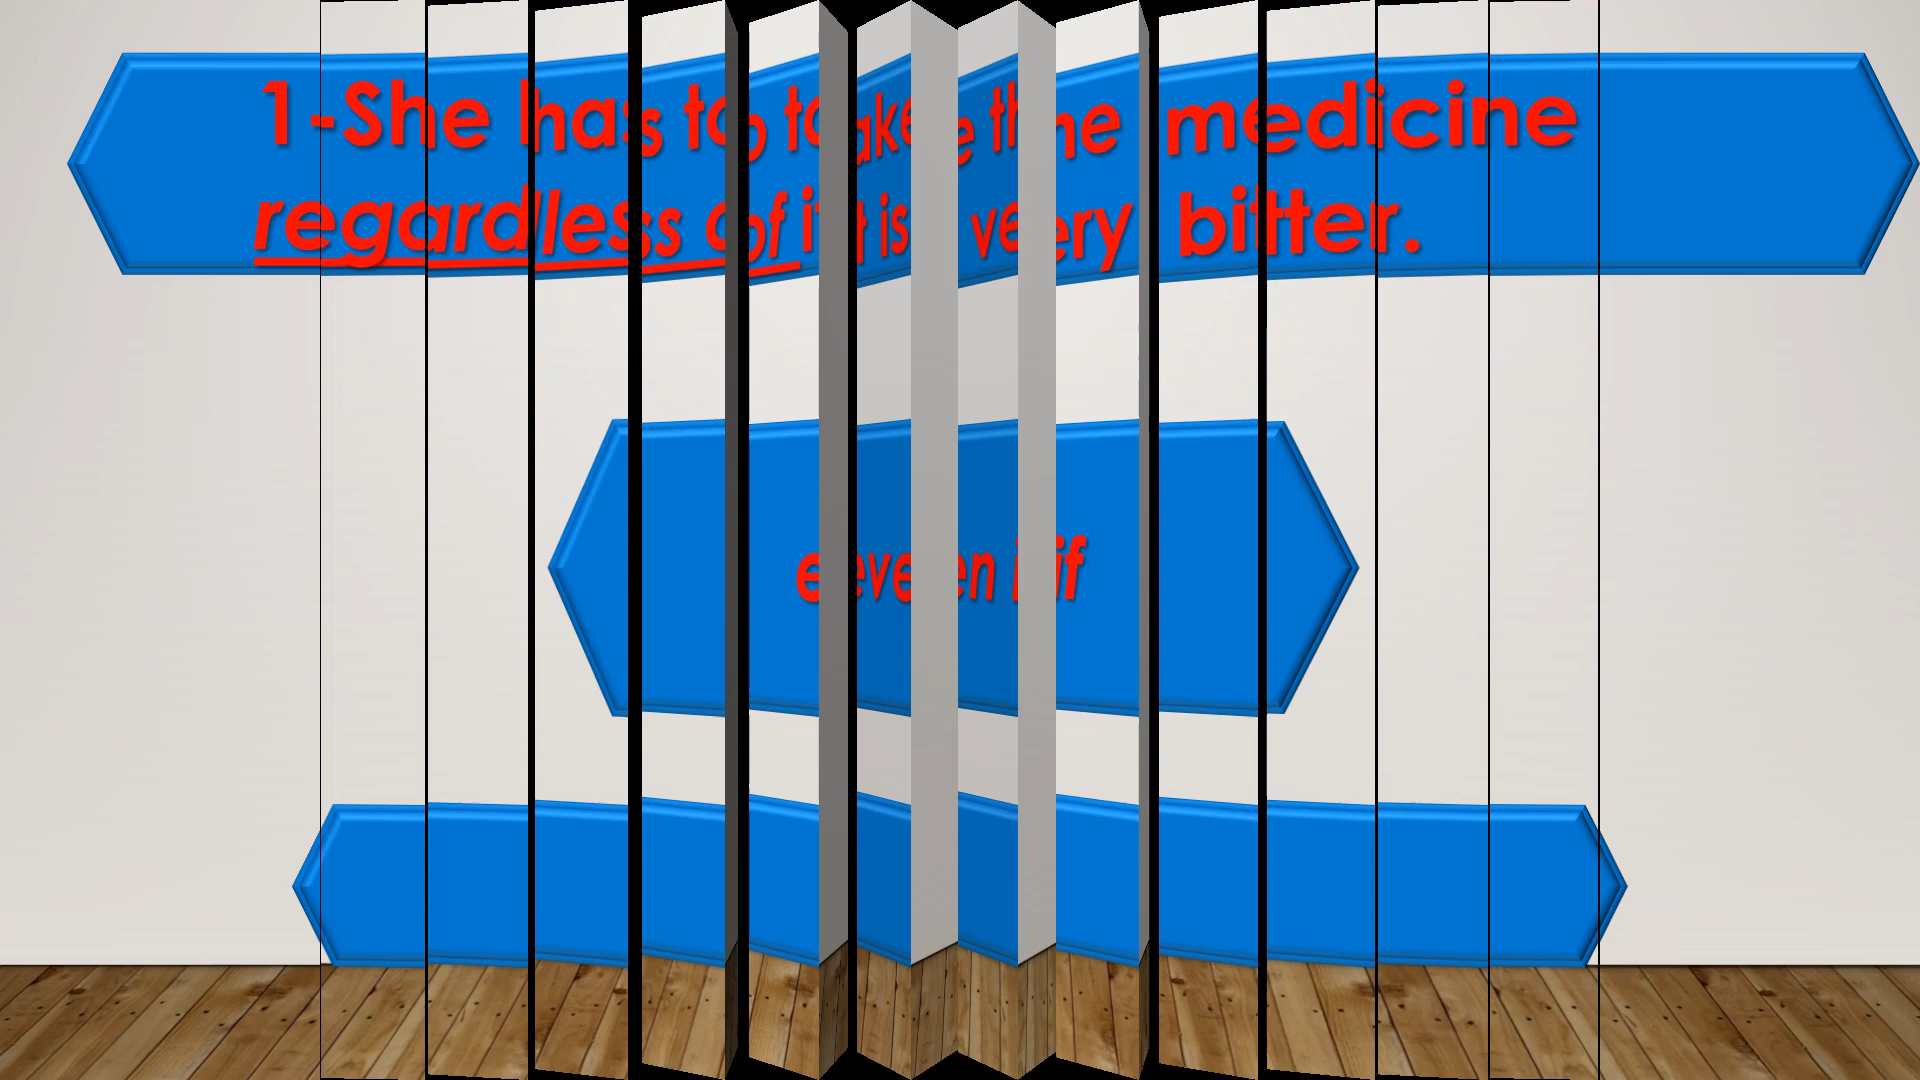 1-She has to take the medicine
regardless of it is very bitter.
even if